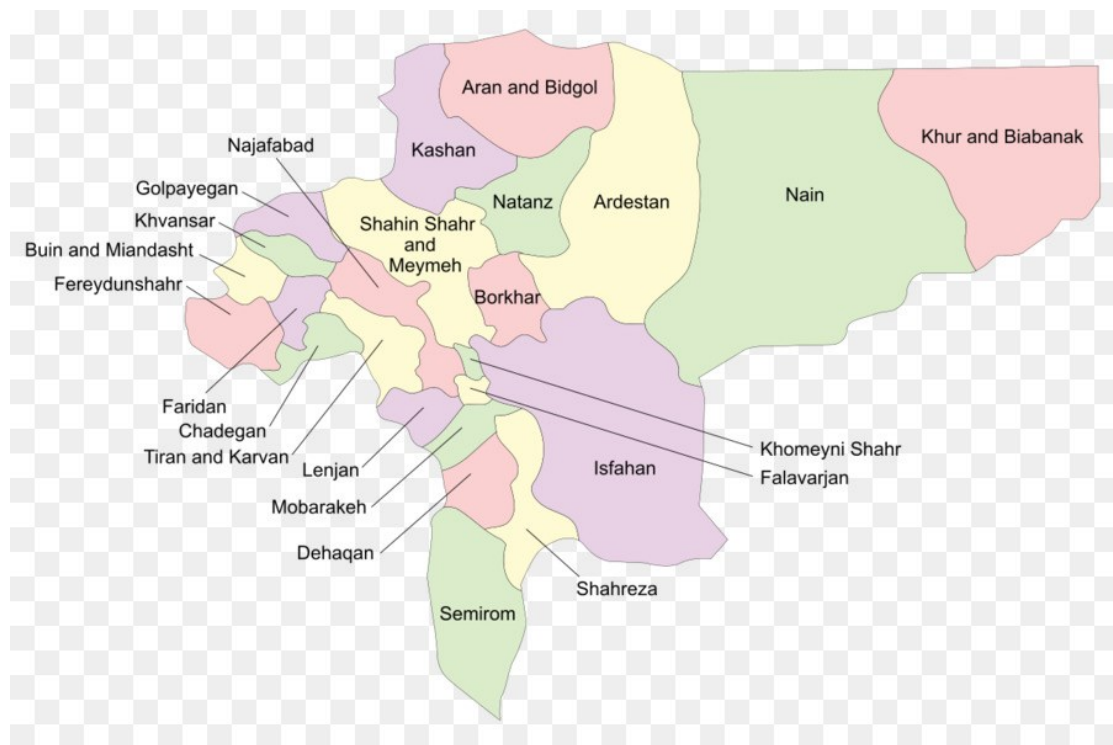 Aran and Bidgol
Khur and Biabanak
Najafabad
Kashan
Golpayegan
Natanz
Ardestan
Nain
Khvansar
Shahin Shahr
and
Meymeh
Buin and Miandasht
Fereydunshahr
Borkhar
Faridan
Chadegan
Tiran and Karvan
Lenjan
Isfahan
Khomeyni Shahr
Falavarjan
Mobarakeh
Dehaqan
Shahreza
Semirom